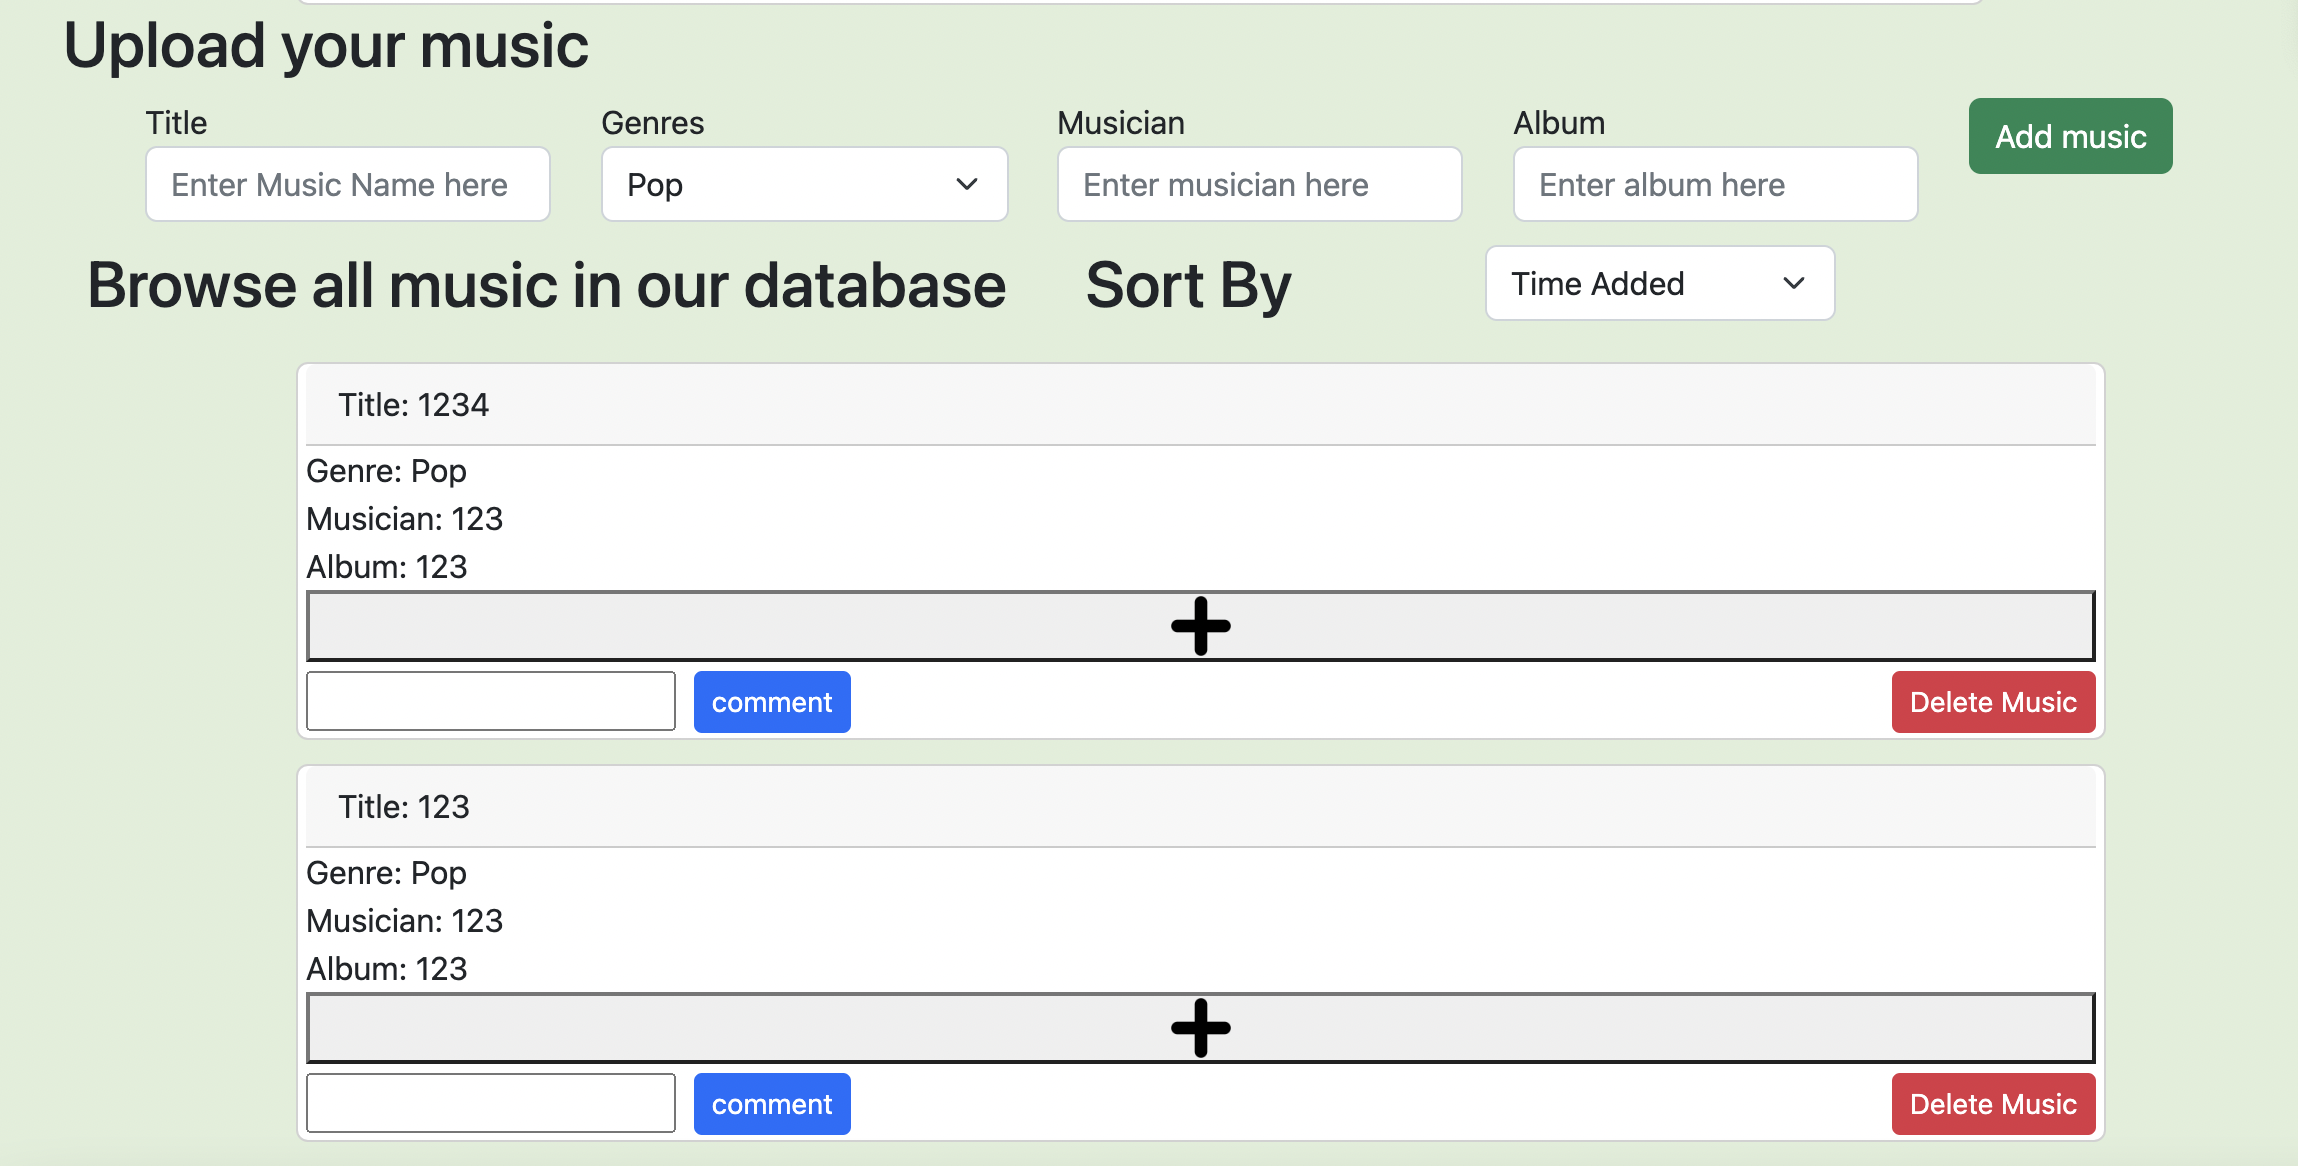 Upload your music
Title Genres Musician Album
Add music
Enter Music Name here Pop Enter musician here Enter album here
Browse all music in our database Sort By Time Added
Title: 1234
Genre: Pop
Musician: 123
Album: 123
comment Delete Music
Title: 123
Genre: Pop
Musician: 123
Album: 123
comment Delete Music